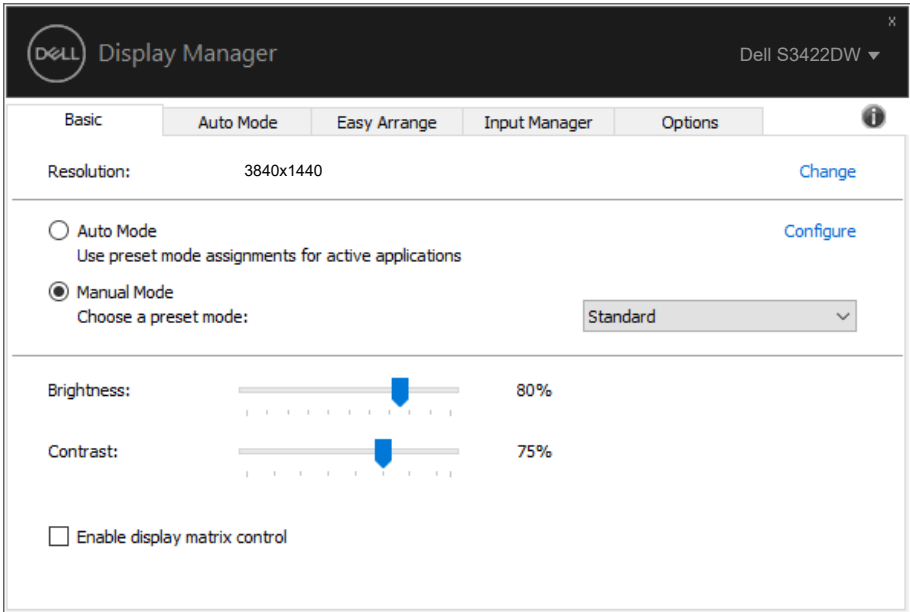 DELL Display Manager
x
Dell S3422DW
Basic Auto Mode Easy Arrange Input Manager Options
i
Resolution: 3840x1440 Change
Auto Mode Configure
Use preset mode assignments for active applications
Manual Mode
Choose a preset mode: Standard
Brightness: 80%
Contrast: 75%
Enable display matrix control